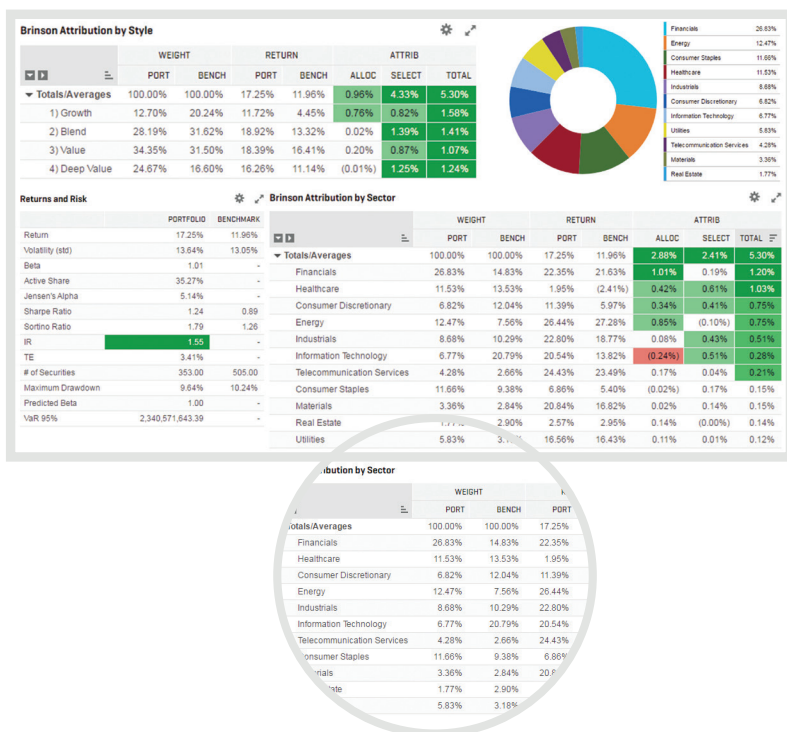 Brinson Attribution by Style
WEIGHT RETURN ATTRIB
PORT BENCH PORT BENCH ALLOC SELECT TOTAL
Totals/Averages 100.00% 100.00% 17.25% 11.96% 0.96% 4.33% 5.30%
1) Growth 12.70% 20.24% 11.72% 4.45% 0.76% 0.82% 1.58%
2) Blend 28.19% 31.62% 18.92% 13.32% 0.02% 1.39% 1.41%
3) Value 34.35% 31.50% 18.39% 16.41% 0.20% 0.87% 1.07%
4) Deep Value 24.67% 16.60% 16.26% 11.14% (0.01%) 1.25% 1.24%
Financials 26.83%
Energy 12.47%
Consumer Staples 11.66%
Healthcare 11.53%
Industrials 8.68%
Consumer Discretionary 6.82%
Information Technology 6.77%
Utilities 5.83%
Telecommunication Services 4.28%
Materials 3.36%
Real Estate 1.77%
Returns and Risk
PORTFOLIO BENCHMARK
Return 17.25% 11.96%
Volatility (std) 13.64% 13.05%
Beta 1.01 -
Active Share 35.27% -
Jensen's Alpha 5.14% -
Sharpe Ratio 1.24 0.89
Sortino Ratio 1.79 1.26
IR 1.55 -
TE 3.41% -
# of Securities 353.00 505.00
Maximum Drawdown 9.64% 10.24%
Predicted Beta 1.00 -
VaR 95% 2,340,571,643.39 -
Brinson Attribution by Sector
WEIGHT RETURN ATTRIB
PORT BENCH PORT BENCH ALLOC SELECT TOTAL
Totals/Averages 100.00% 100.00% 17.25% 11.96% 2.88% 2.41% 5.30%
Financials 26.83% 14.83% 22.35% 21.63% 1.01% 0.19% 1.20%
Healthcare 11.53% 13.53% 1.95% (2.41%) 0.42% 0.61% 1.03%
Consumer Discretionary 6.82% 12.04% 11.39% 5.97% 0.34% 0.41% 0.75%
Energy 12.47% 7.56% 26.44% 27.28% 0.85% (0.10%) 0.75%
Industrials 8.68% 10.29% 22.80% 18.77% 0.08% 0.43% 0.51%
Information Technology 6.77% 20.79% 20.54% 13.82% (0.24%) 0.51% 0.28%
Telecommunication Services 4.28% 2.66% 24.43% 23.49% 0.17% 0.04% 0.21%
Consumer Staples 11.66% 9.38% 6.86% 5.40% (0.02%) 0.17% 0.15%
Materials 3.36% 2.84% 20.84% 16.82% 0.02% 0.14% 0.15%
Real Estate 2.90% 2.57% 2.95% 0.14% (0.00%) 0.14%
Utilities 5.83% 16.56% 16.43% 0.11% 0.01% 0.12%
by Sector
WEIGHT
PORT BENCH PORT
Totals/Averages 100.00% 100.00% 17.25%
Financials 26.83% 14.83% 22.35%
Healthcare 11.53% 13.53% 1.95%
Consumer Discretionary 6.82% 12.04% 11.39%
Energy 12.47% 7.56% 26.44%
Industrials 8.68% 10.29% 22.80%
Information Technology 6.77% 20.79% 20.54%
Telecommunication Services 4.28% 2.66% 24.43%
Consumer Staples 11.66% 9.38% 6.86%
3.36% 2.84%
1.77% 2.90%
5.83% 3.18%